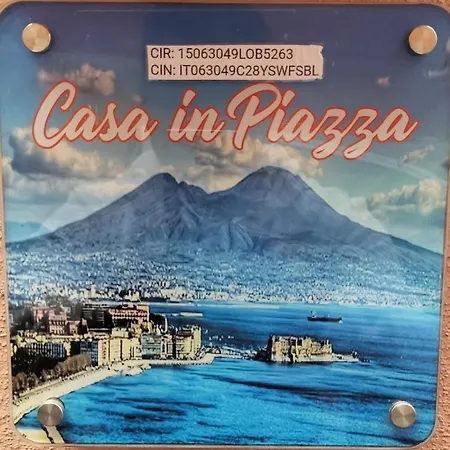 CIR: 15063049LOB5263
CIN: IT063049C28YSWFSBL
Casa in Piazza